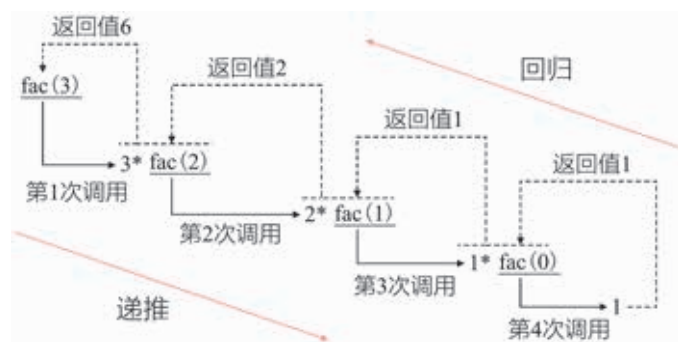 返回值6
回归
返回值2
fac(3)
返回值1
返回值1
3* fac(2)
第1次调用
2* fac(1)
第2次调用
1* fac(0)
第3次调用
递推
1
第4次调用